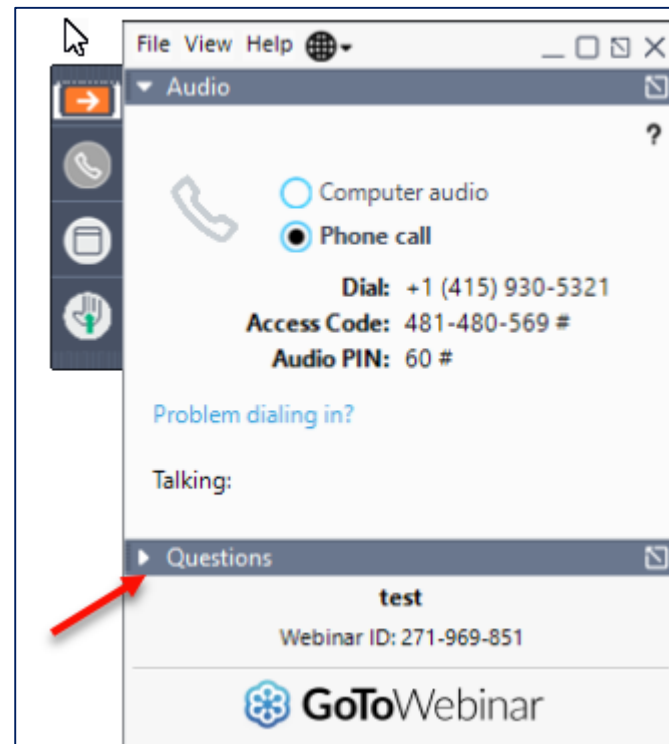 File View Help
Audio
?
Computer audio
Phone call
Dial: +1 (415) 930-5321
Access Code: 481-480-569 #
Audio PIN: 60 #
Problem dialing in?
Talking:
Questions
test
Webinar ID: 271-969-851
GoToWebinar